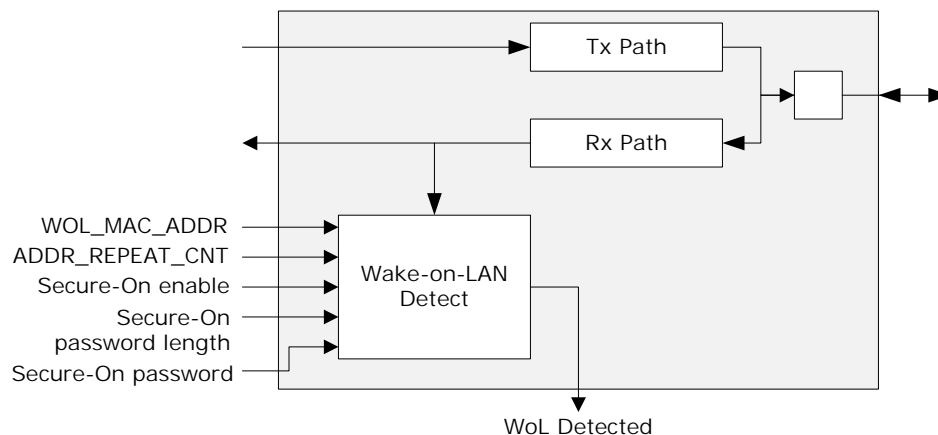 Tx Path
Rx Path
WOL_MAC_ADDR
ADDR_REPEAT_CNT
Secure-On enable
Secure-On
password length
Secure-On password
Wake-on-LAN
Detect
WoL Detected